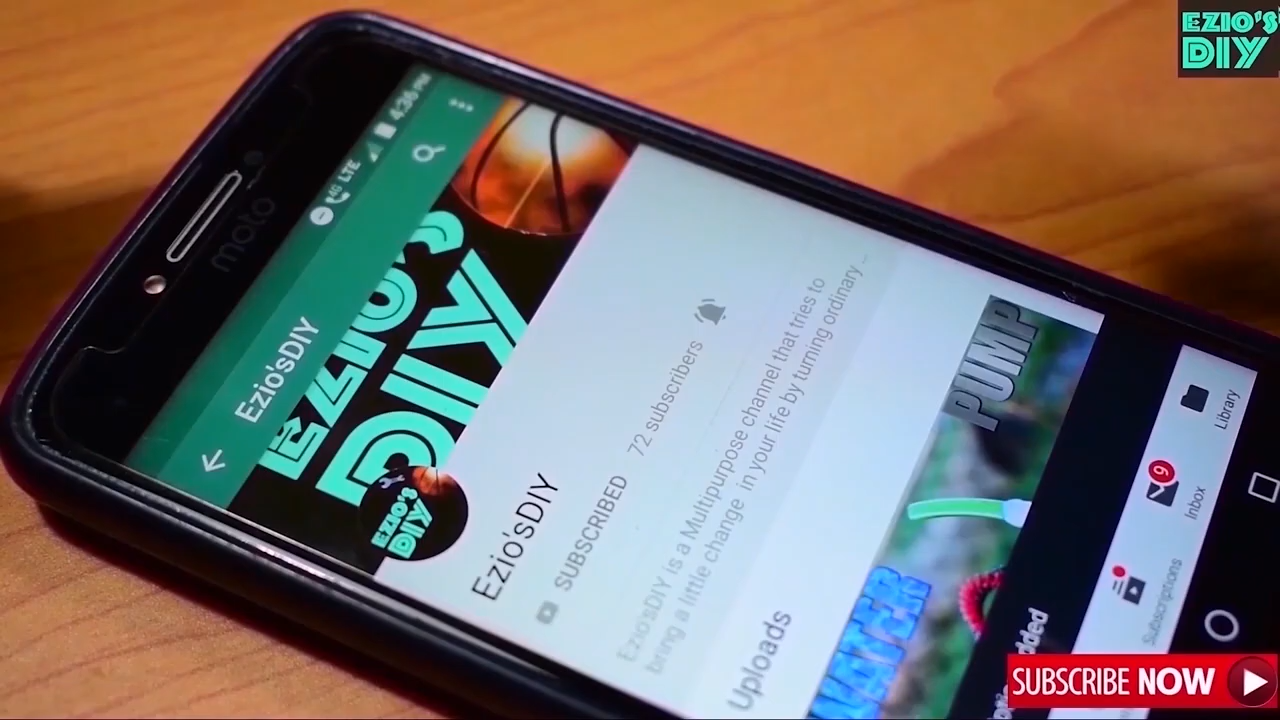 EZIO'S
DIY
4G LTE 4:36 PM
moto
Ezio'sDIY
EZIO'S
DIY
EZIO'S
DIY
Ezio'sDIY
SUBSCRIBED 72 subscribers
Ezio'sDIY is a Multipurpose channel that tries to
bring a little change in your life by turning ordinary ...
Uploads
WATER
PUMP
Library
9
Inbox
Subscriptions
SUBSCRIBE NOW